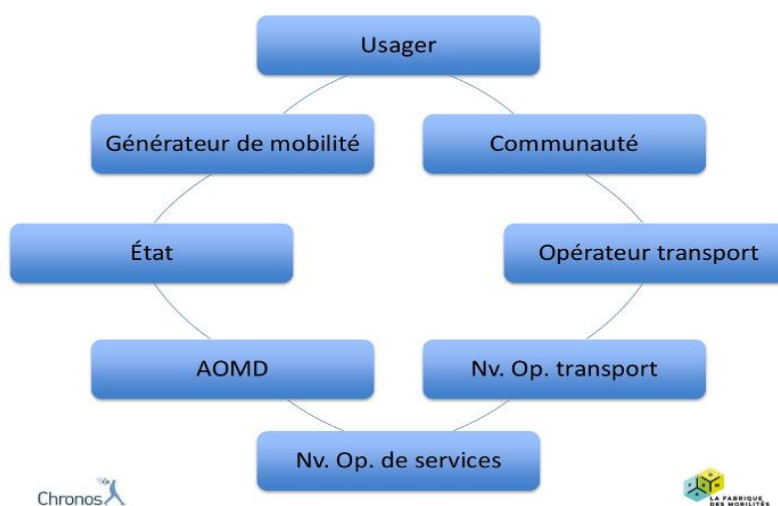 Usager
Générateur de mobilité
Communauté
État
Opérateur transport
AOMD
Nv. Op. transport
Nv. Op. de services
Chronos
LA FABRIQUE
DES MOBILITÉS